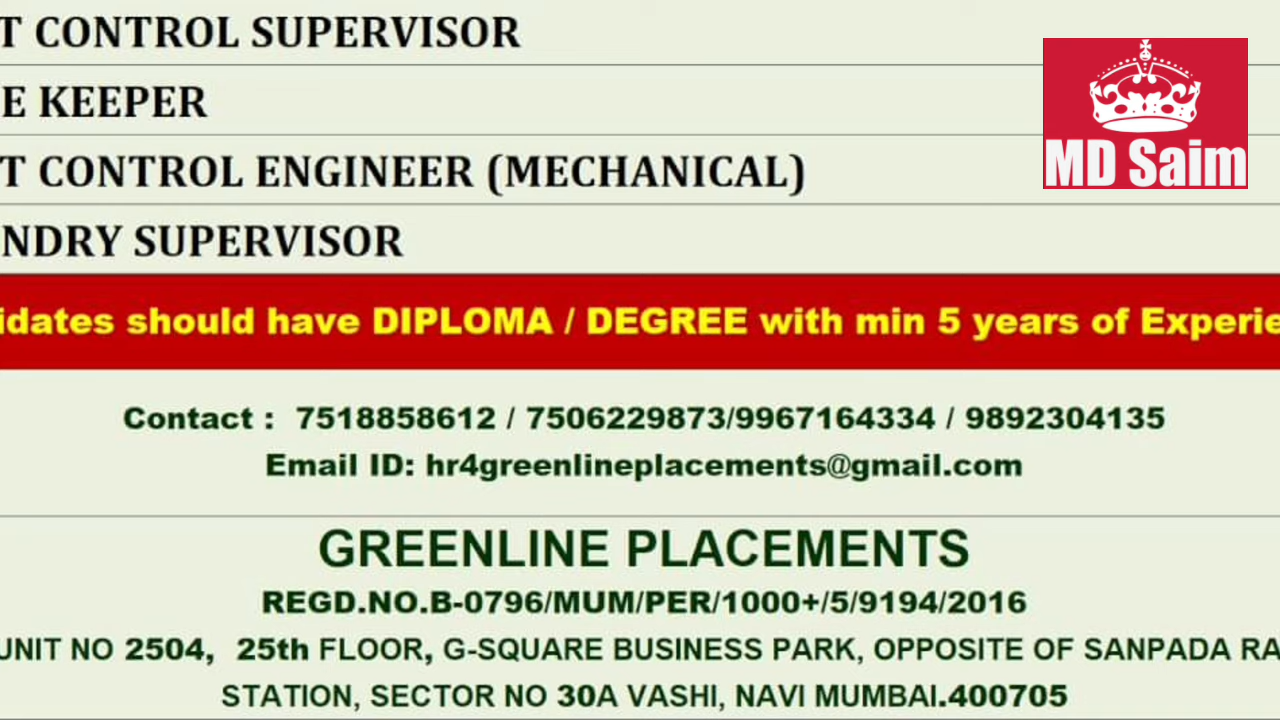 T CONTROL SUPERVISOR
E KEEPER
T CONTROL ENGINEER (MECHANICAL)
NDRY SUPERVISOR
MD Saim
idates should have DIPLOMA / DEGREE with min 5 years of Experie
Contact : 7518858612 / 7506229873/9967164334 / 9892304135
Email ID: hr4greenlineplacements@gmail.com
GREENLINE PLACEMENTS
REGD.NO.B-0796/MUM/PER/1000+/5/9194/2016
UNIT NO 2504, 25th FLOOR, G-SQUARE BUSINESS PARK, OPPOSITE OF SANPADA RA
STATION, SECTOR NO 30A VASHI, NAVI MUMBAI.400705